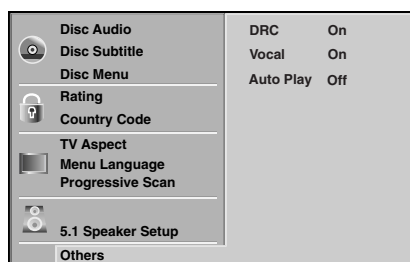 Disc Audio
Disc Subtitle
Disc Menu
Rating
Country Code
TV Aspect
Menu Language
Progressive Scan
5.1 Speaker Setup
Others
DRC On
Vocal On
Auto Play Off